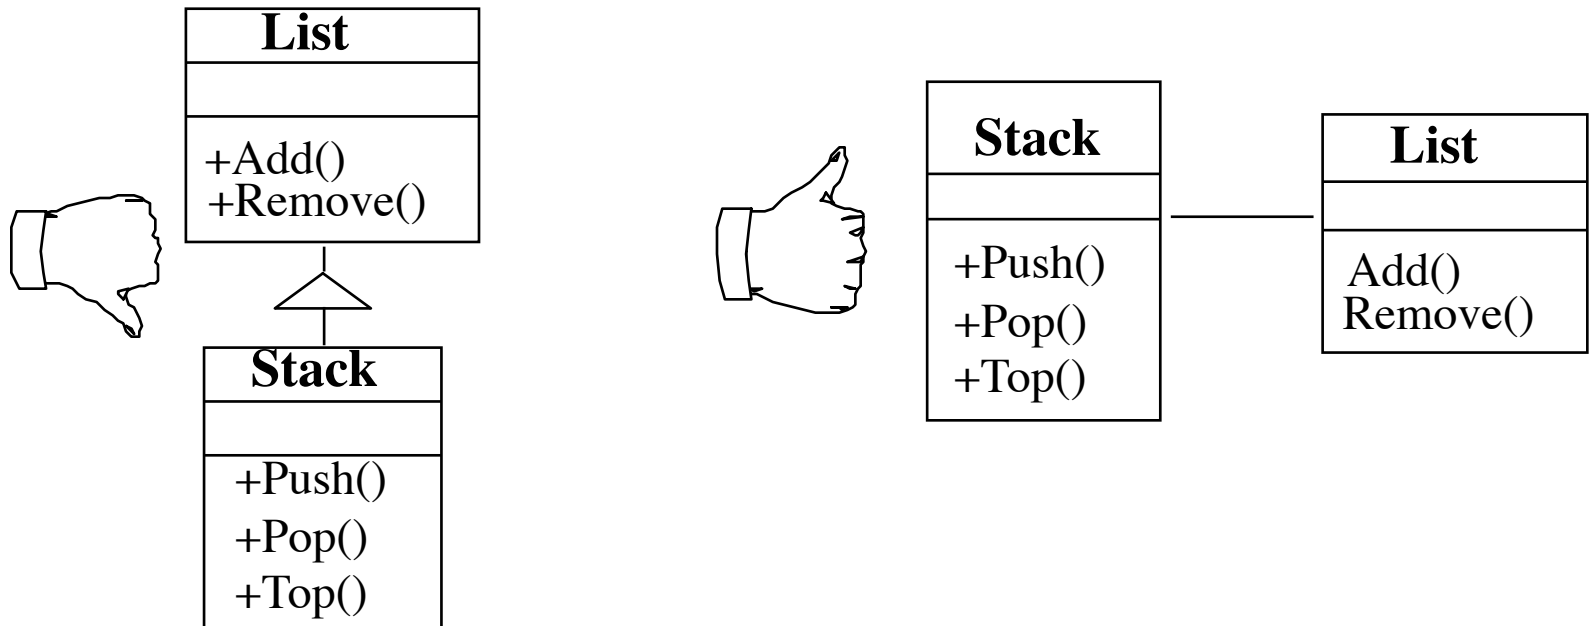 List
+Add()
+Remove()
Stack
+Push()
+Pop()
+Top()
Stack
+Push()
+Pop()
+Top()
List
Add()
Remove()